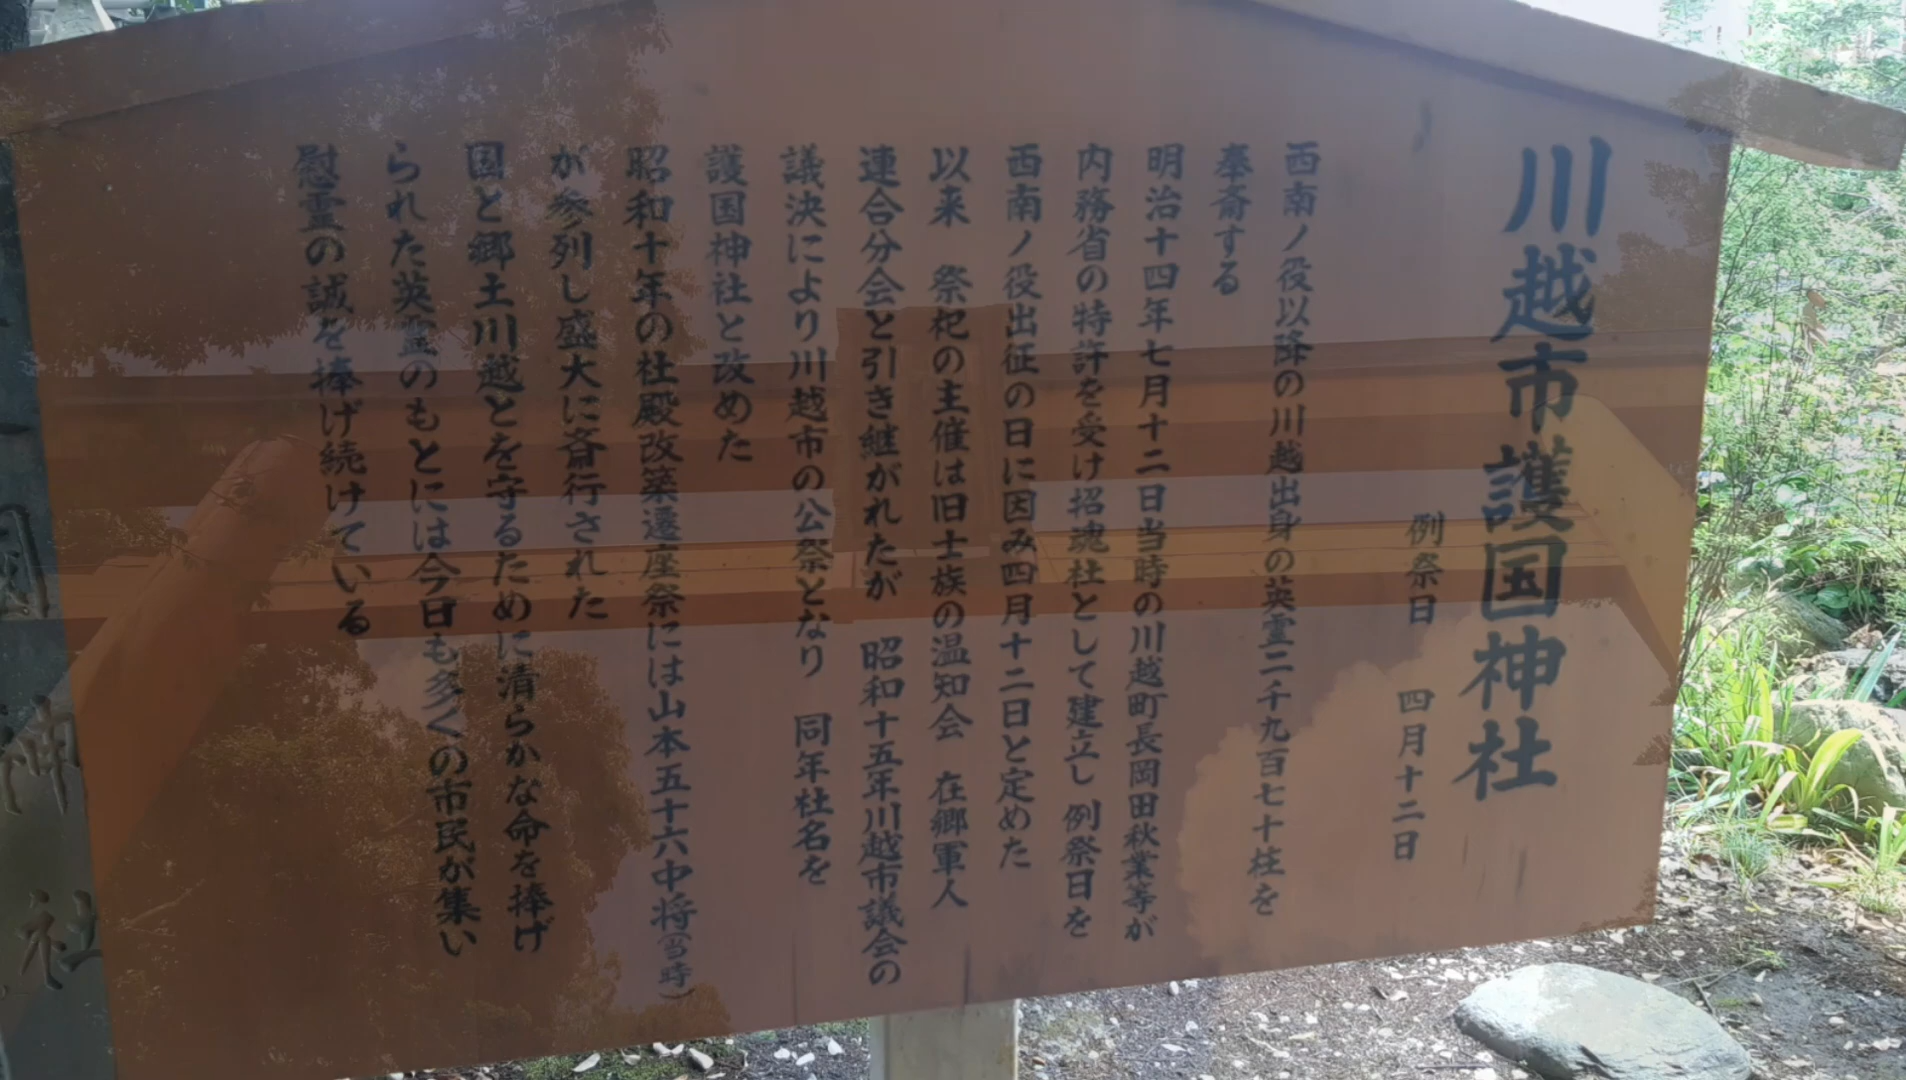 川越市護国神社
例祭日　四月十二日
西南ノ役以降の川越出身の英霊二千九百七十柱を
奉斎する
明治十四年七月十二日当時の川越町長岡田秋業等が
内務省の特許を受け招魂社として建立し 例祭日を
西南ノ役出征の日に因み四月十二日と定めた
以来　祭祀の主催は旧士族の温知会　在郷軍人
連合分会と引き継がれたが　昭和十五年川越市議会の
議決により川越市の公祭となり　同年社名を
護国神社と改めた
昭和十年の社殿改築遷座祭には山本五十六中将(当時)
が参列し盛大に斎行された
国と郷土川越とを守るために清らかな命を捧げ
られた英霊のもとには今日も多くの市民が集い
慰霊の誠を捧げ続けている
神社